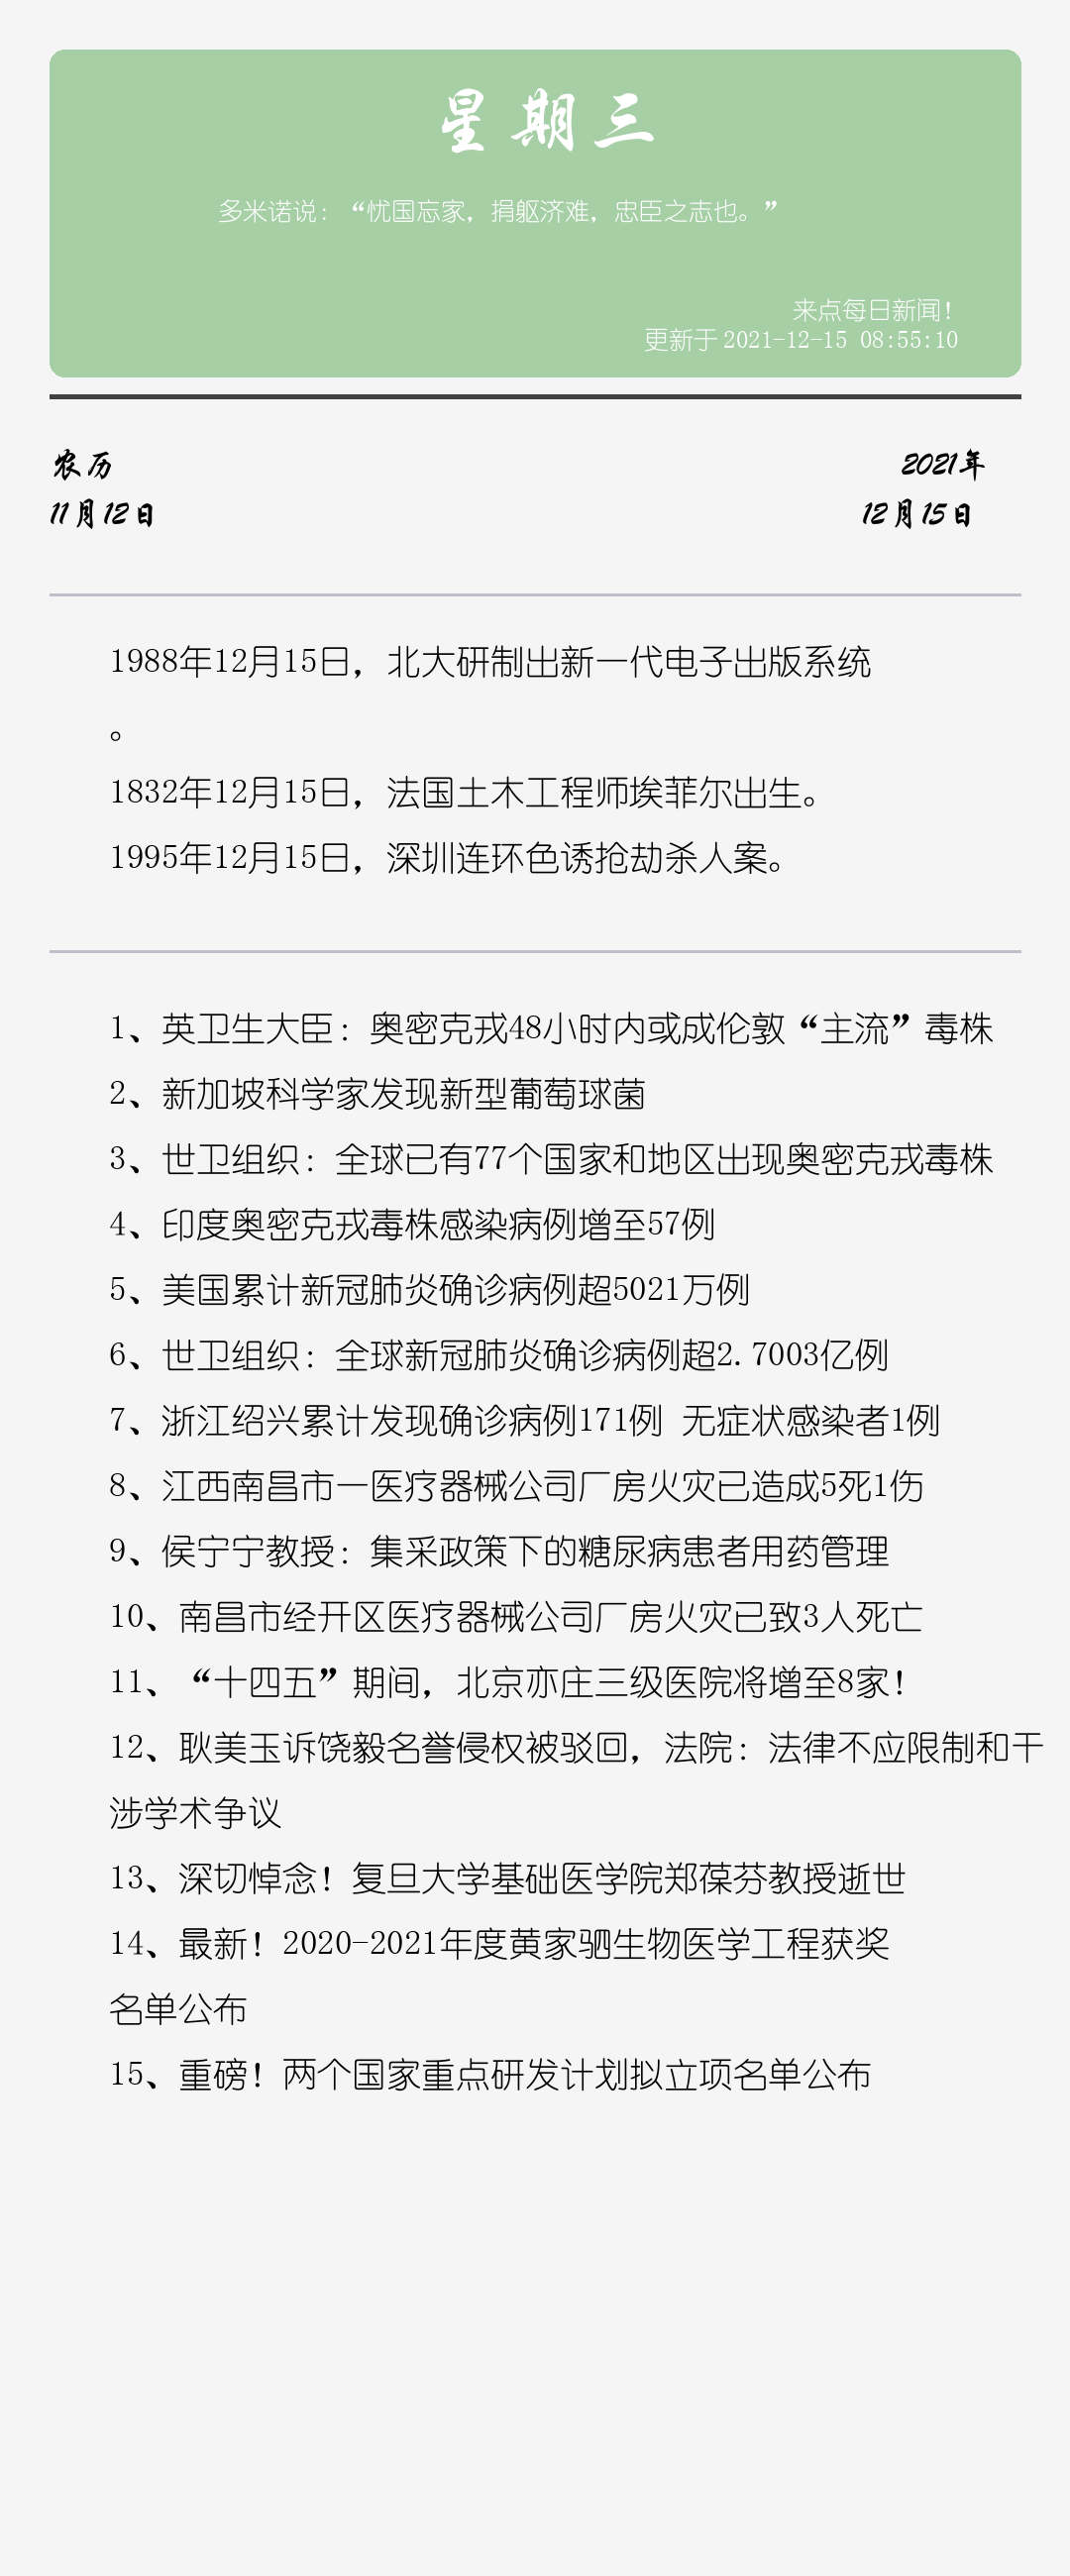 星期三
多米诺说：“忧国忘家，捐躯济难，忠臣之志也。”
来点每日新闻！
更新于 2021-12-15 08:55:10
农历
2021年
11月12日
12月15日
1988年12月15日，北大研制出新一代电子出版系统
。
1832年12月15日，法国土木工程师埃菲尔出生。
1995年12月15日，深圳连环色诱抢劫杀人案。
1、英卫生大臣：奥密克戎48小时内或成伦敦“主流”毒株
2、新加坡科学家发现新型葡萄球菌
3、世卫组织：全球已有77个国家和地区出现奥密克戎毒株
4、印度奥密克戎毒株感染病例增至57例
5、美国累计新冠肺炎确诊病例超5021万例
6、世卫组织：全球新冠肺炎确诊病例超2.7003亿例
7、浙江绍兴累计发现确诊病例171例 无症状感染者1例
8、江西南昌市一医疗器械公司厂房火灾已造成5死1伤
9、侯宁宁教授：集采政策下的糖尿病患者用药管理
10、南昌市经开区医疗器械公司厂房火灾已致3人死亡
11、“十四五”期间，北京亦庄三级医院将增至8家！
12、耿美玉诉饶毅名誉侵权被驳回，法院：法律不应限制和干
涉学术争议
13、深切悼念！复旦大学基础医学院郑葆芬教授逝世
14、最新！2020-2021年度黄家驷生物医学工程获奖
名单公布
15、重磅！两个国家重点研发计划拟立项名单公布